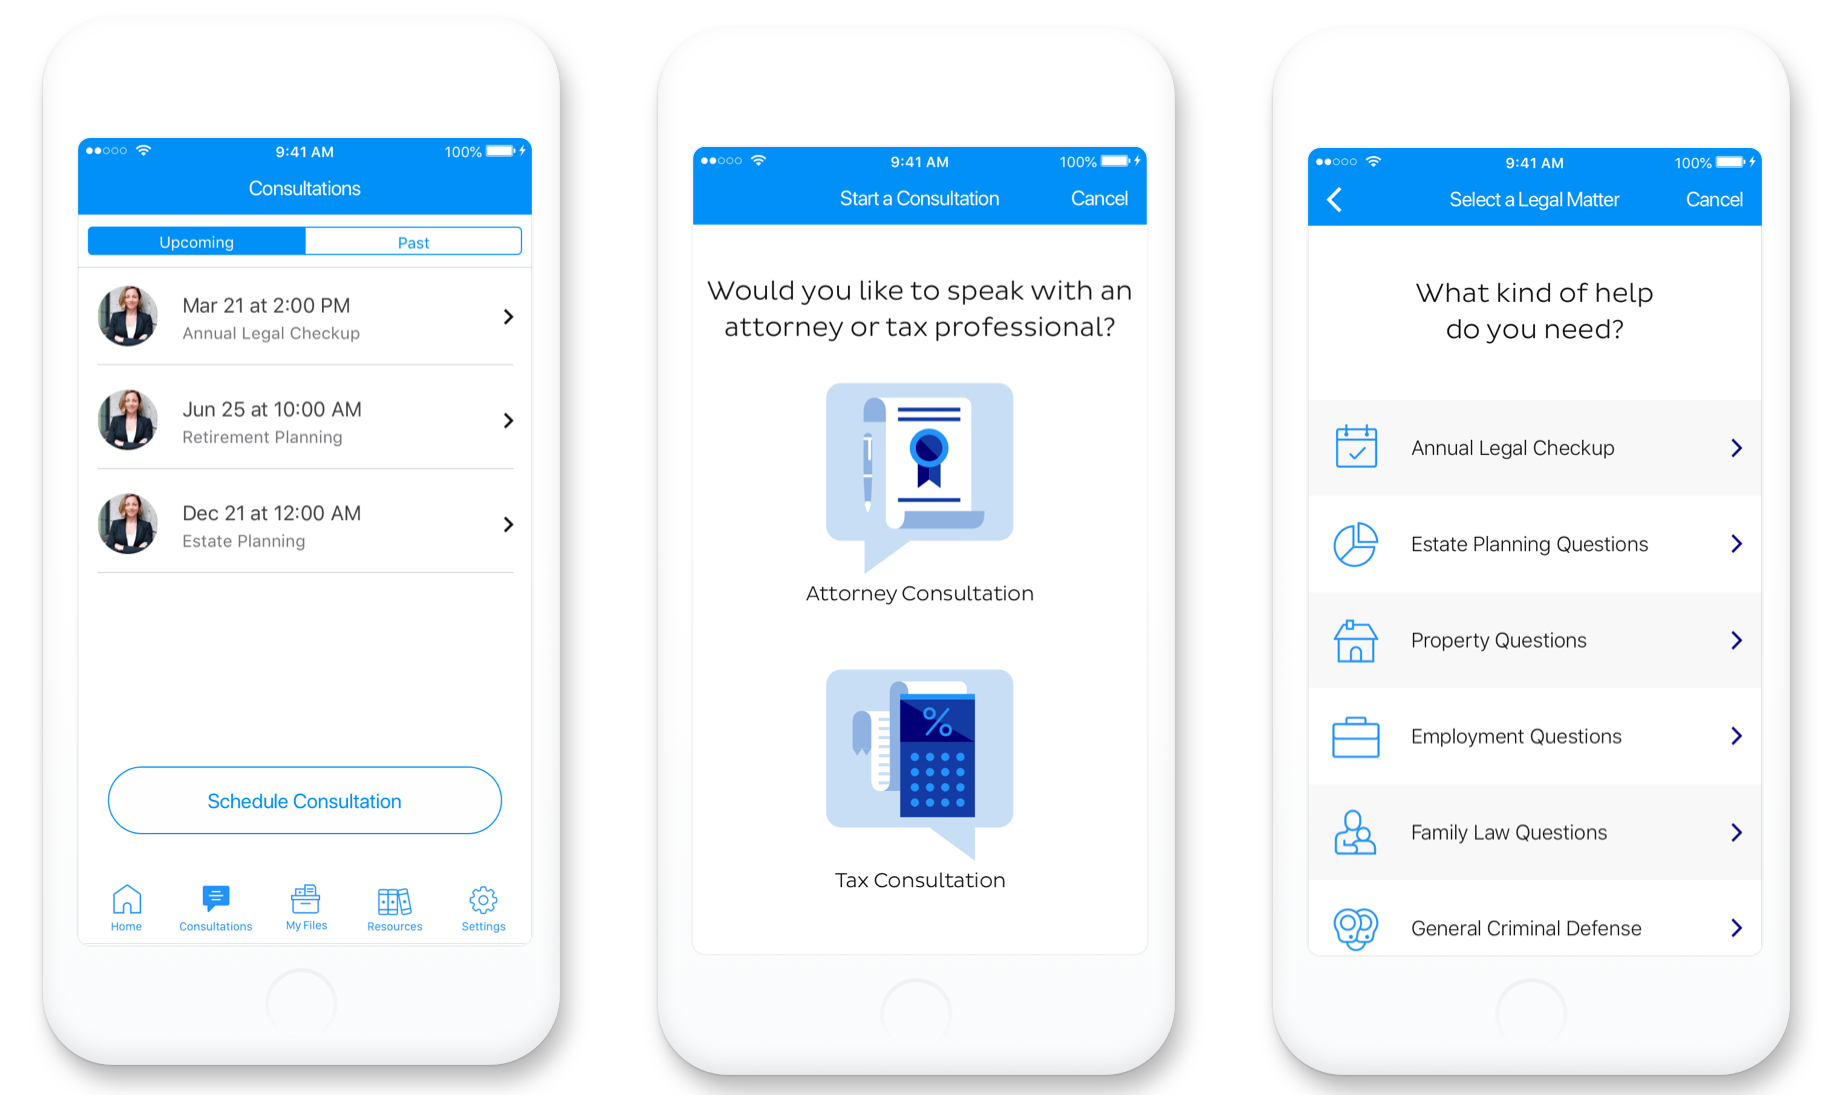 9:41 AM
100%
Consultations
Upcoming
Past
Mar 21 at 2:00 PM
Annual Legal Checkup
Jun 25 at 10:00 AM
Retirement Planning
Dec 21 at 12:00 AM
Estate Planning
Schedule Consultation
Home
Consultations
My Files
Resources
Settings
9:41 AM
100%
Start a Consultation
Cancel
Would you like to speak with an
attorney or tax professional?
Attorney Consultation
%
Tax Consultation
9:41 AM
100%
Select a Legal Matter
Cancel
What kind of help
do you need?
Annual Legal Checkup
Estate Planning Questions
Property Questions
Employment Questions
Family Law Questions
General Criminal Defense